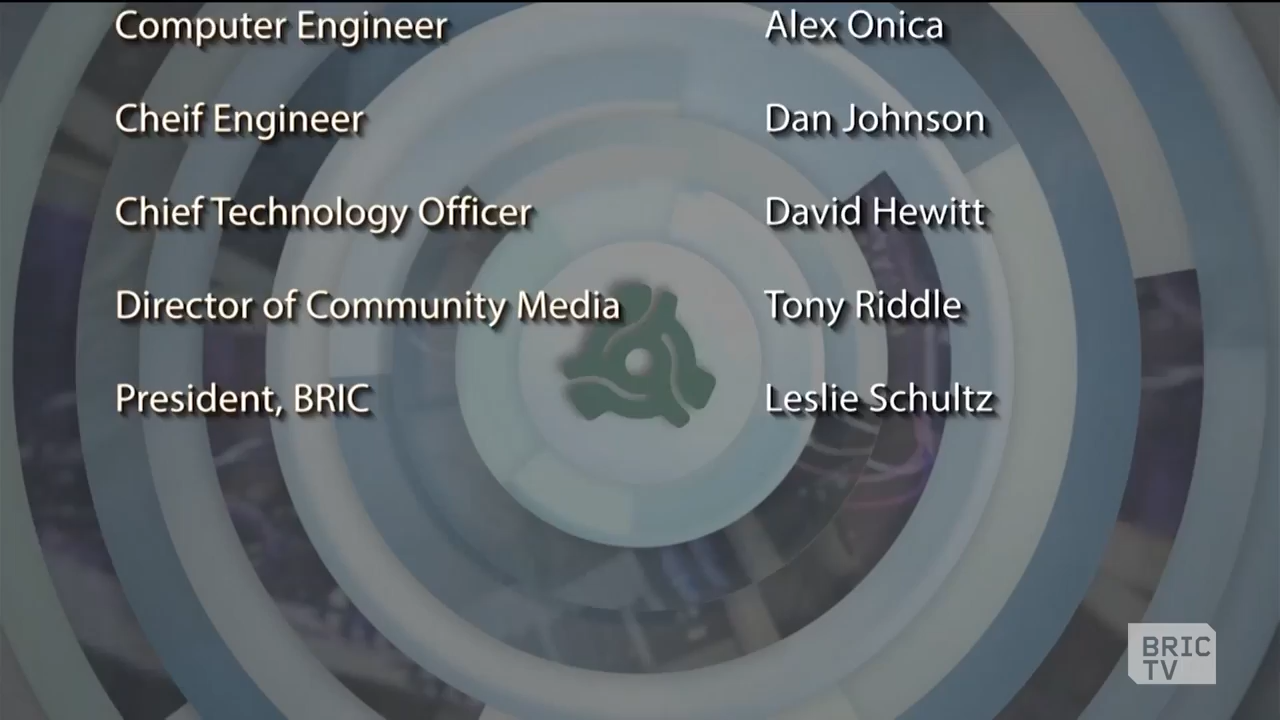 Computer Engineer Alex Onica
Cheif Engineer Dan Johnson
Chief Technology Officer David Hewitt
Director of Community Media Tony Riddle
President, BRIC Leslie Schultz
BRIC
TV